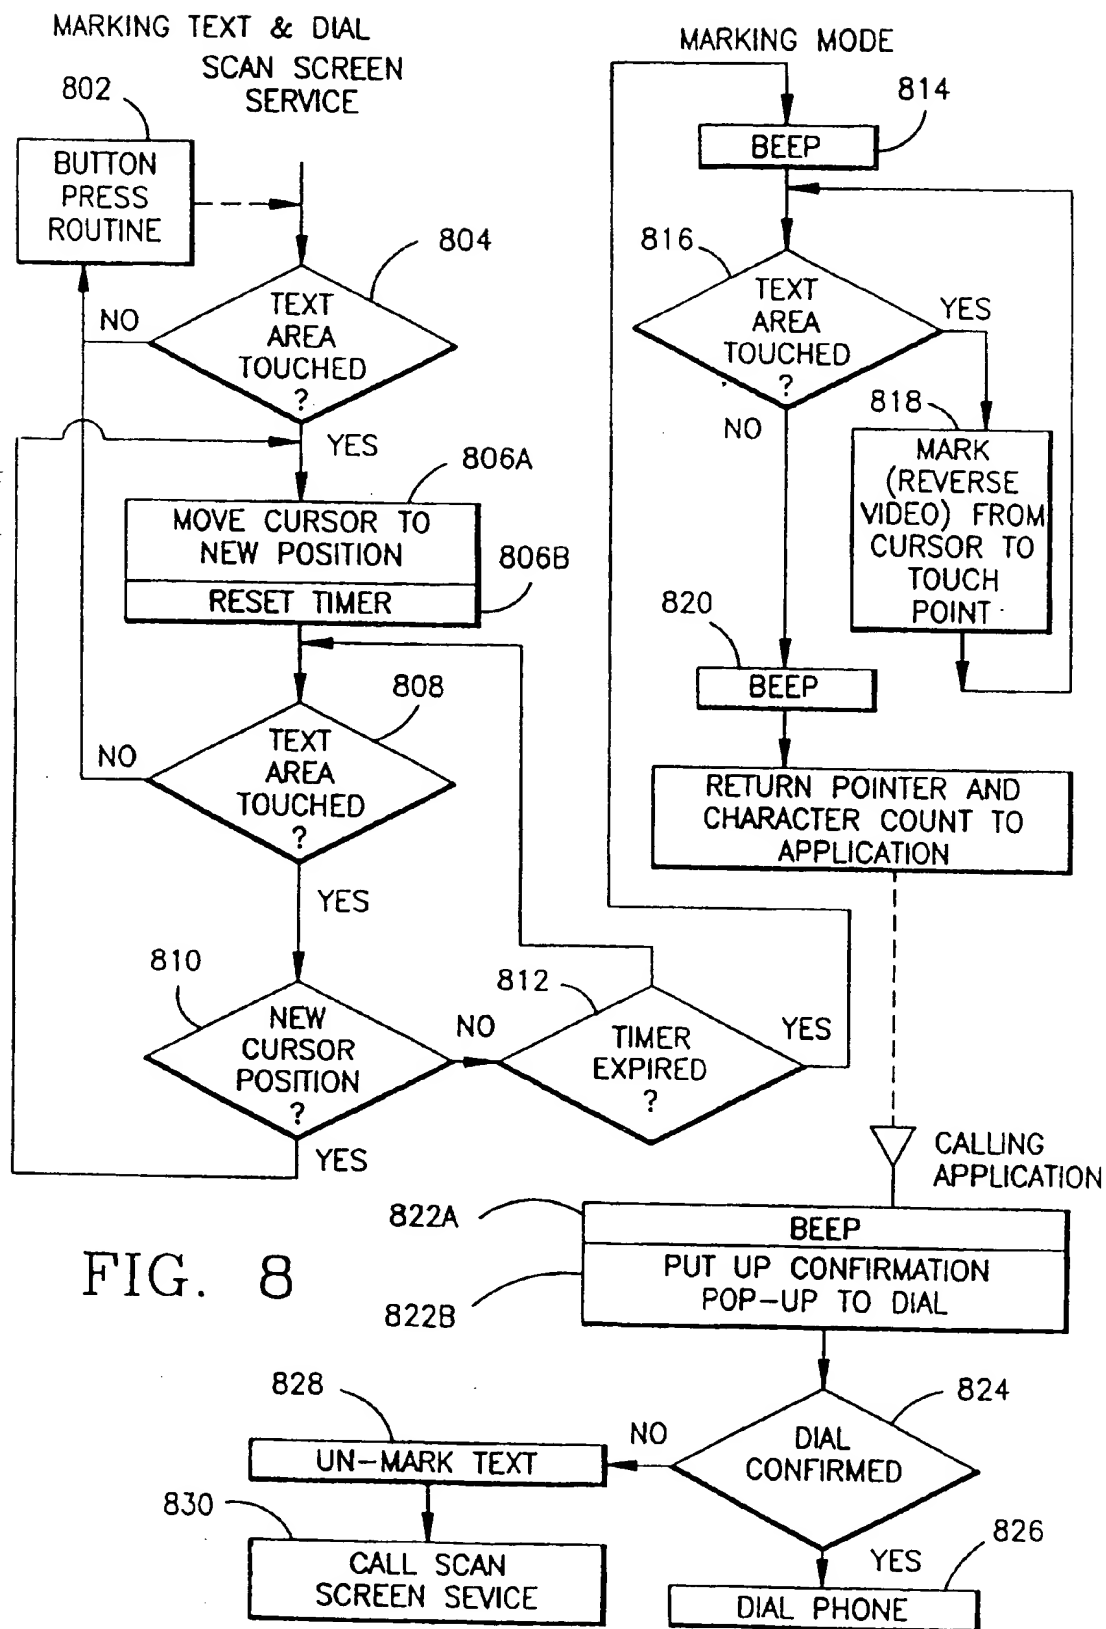 MARKING TEXT & DIAL
SCAN SCREEN
SERVICE
802
BUTTON
PRESS
ROUTINE
804
TEXT
AREA
TOUCHED
?
NO
YES
806A
MOVE CURSOR TO
NEW POSITION
806B
RESET TIMER
808
TEXT
AREA
TOUCHED
?
NO
YES
810
NEW
CURSOR
POSITION
?
NO
YES
812
TIMER
EXPIRED
?
YES
MARKING MODE
814
BEEP
816
TEXT
AREA
TOUCHED
?
YES
NO
818
MARK
(REVERSE
VIDEO) FROM
CURSOR TO
TOUCH
POINT
820
BEEP
RETURN POINTER AND
CHARACTER COUNT TO
APPLICATION
CALLING
APPLICATION
822A
BEEP
822B
PUT UP CONFIRMATION
POP-UP TO DIAL
824
DIAL
CONFIRMED
NO
YES
828
UN-MARK TEXT
830
CALL SCAN
SCREEN SEVICE
826
DIAL PHONE
FIG. 8